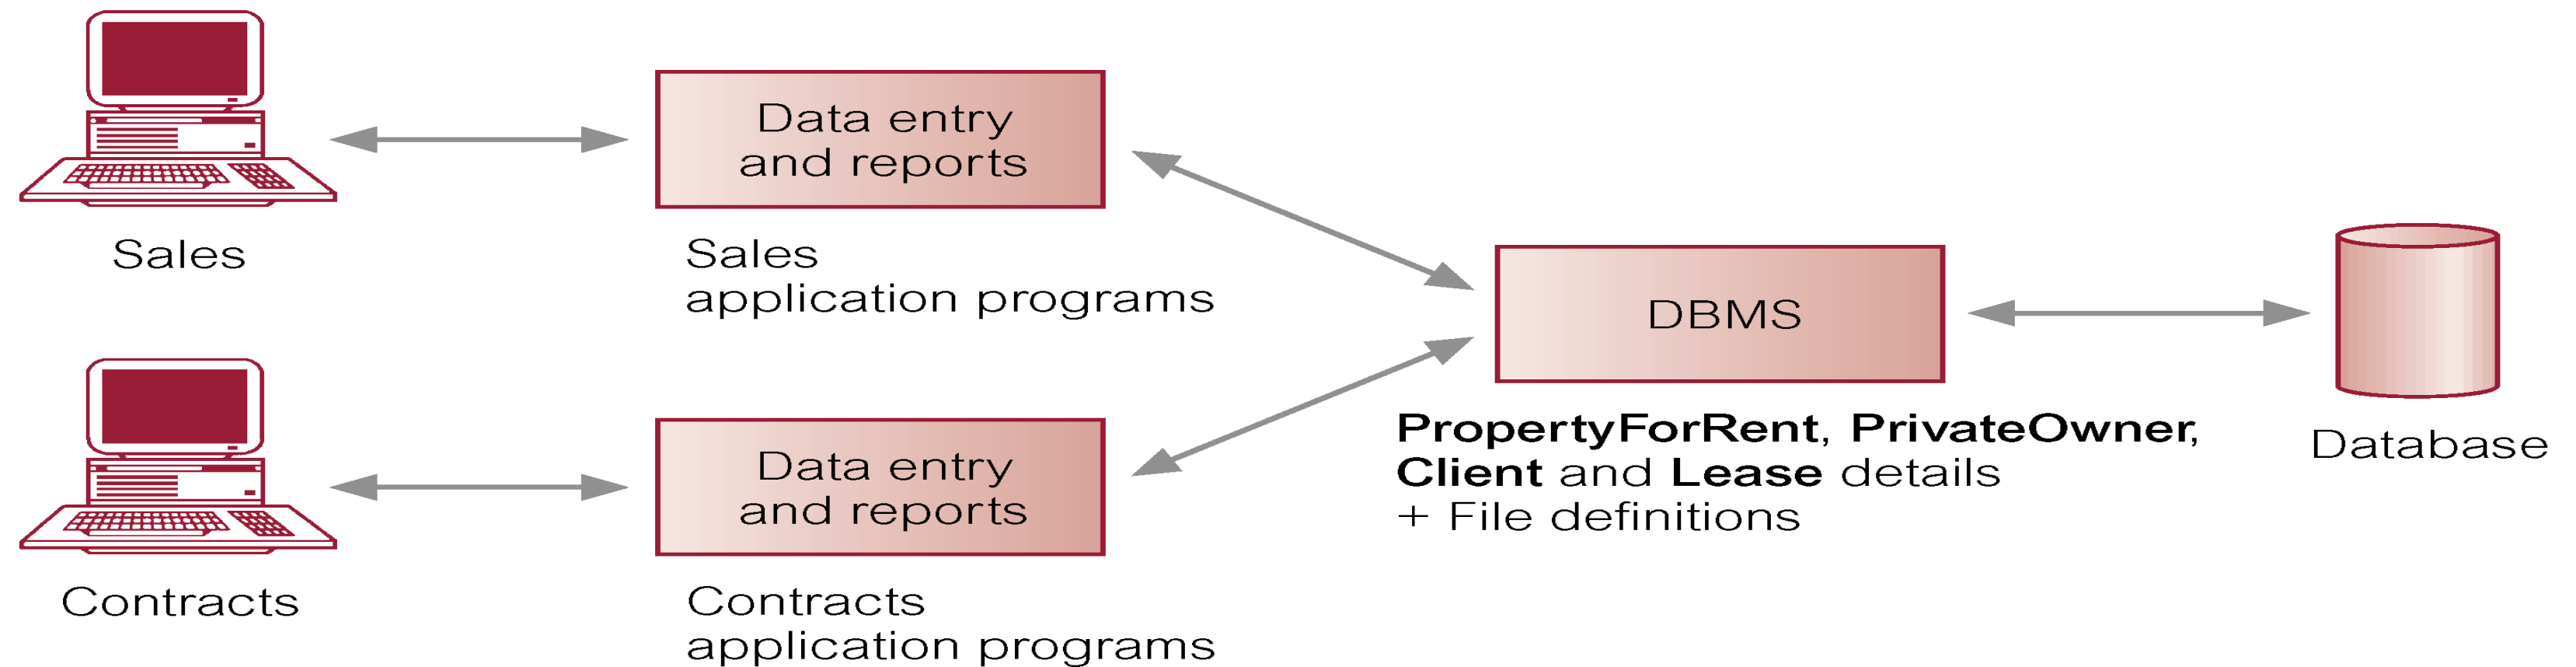 Data entry
and reports
Sales
Sales
application programs
DBMS
PropertyForRent, PrivateOwner,
Client and Lease details
+ File definitions
Database
Data entry
and reports
Contracts
Contracts
application programs